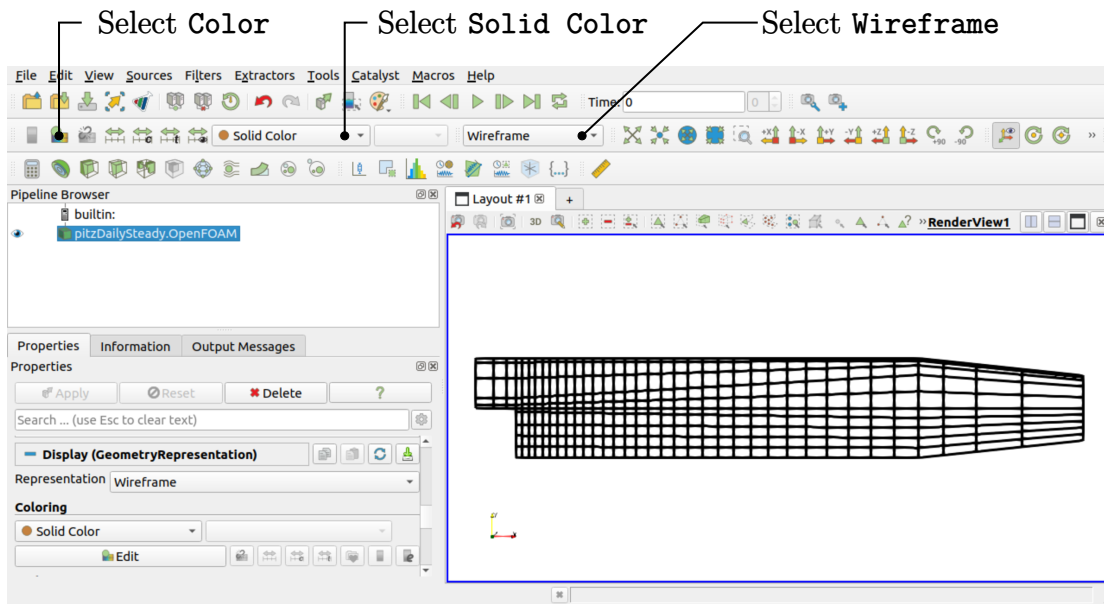 Select Color
Select Solid Color
Select Wireframe
File Edit View Sources Filters Extractors Tools Catalyst Macros Help
Time: 0
0
Solid Color
Wireframe
+X
-X
+Y
-Y
+Z
-Z
+90
-90
»
{...}
Pipeline Browser
builtin:
pitzDailySteady.OpenFOAM
Layout #1
+
3D
»RenderView1
Properties
Information
Output Messages
Properties
Apply
Reset
Delete
?
Search ... (use Esc to clear text)
Display (GeometryRepresentation)
Representation Wireframe
Coloring
Solid Color
Edit